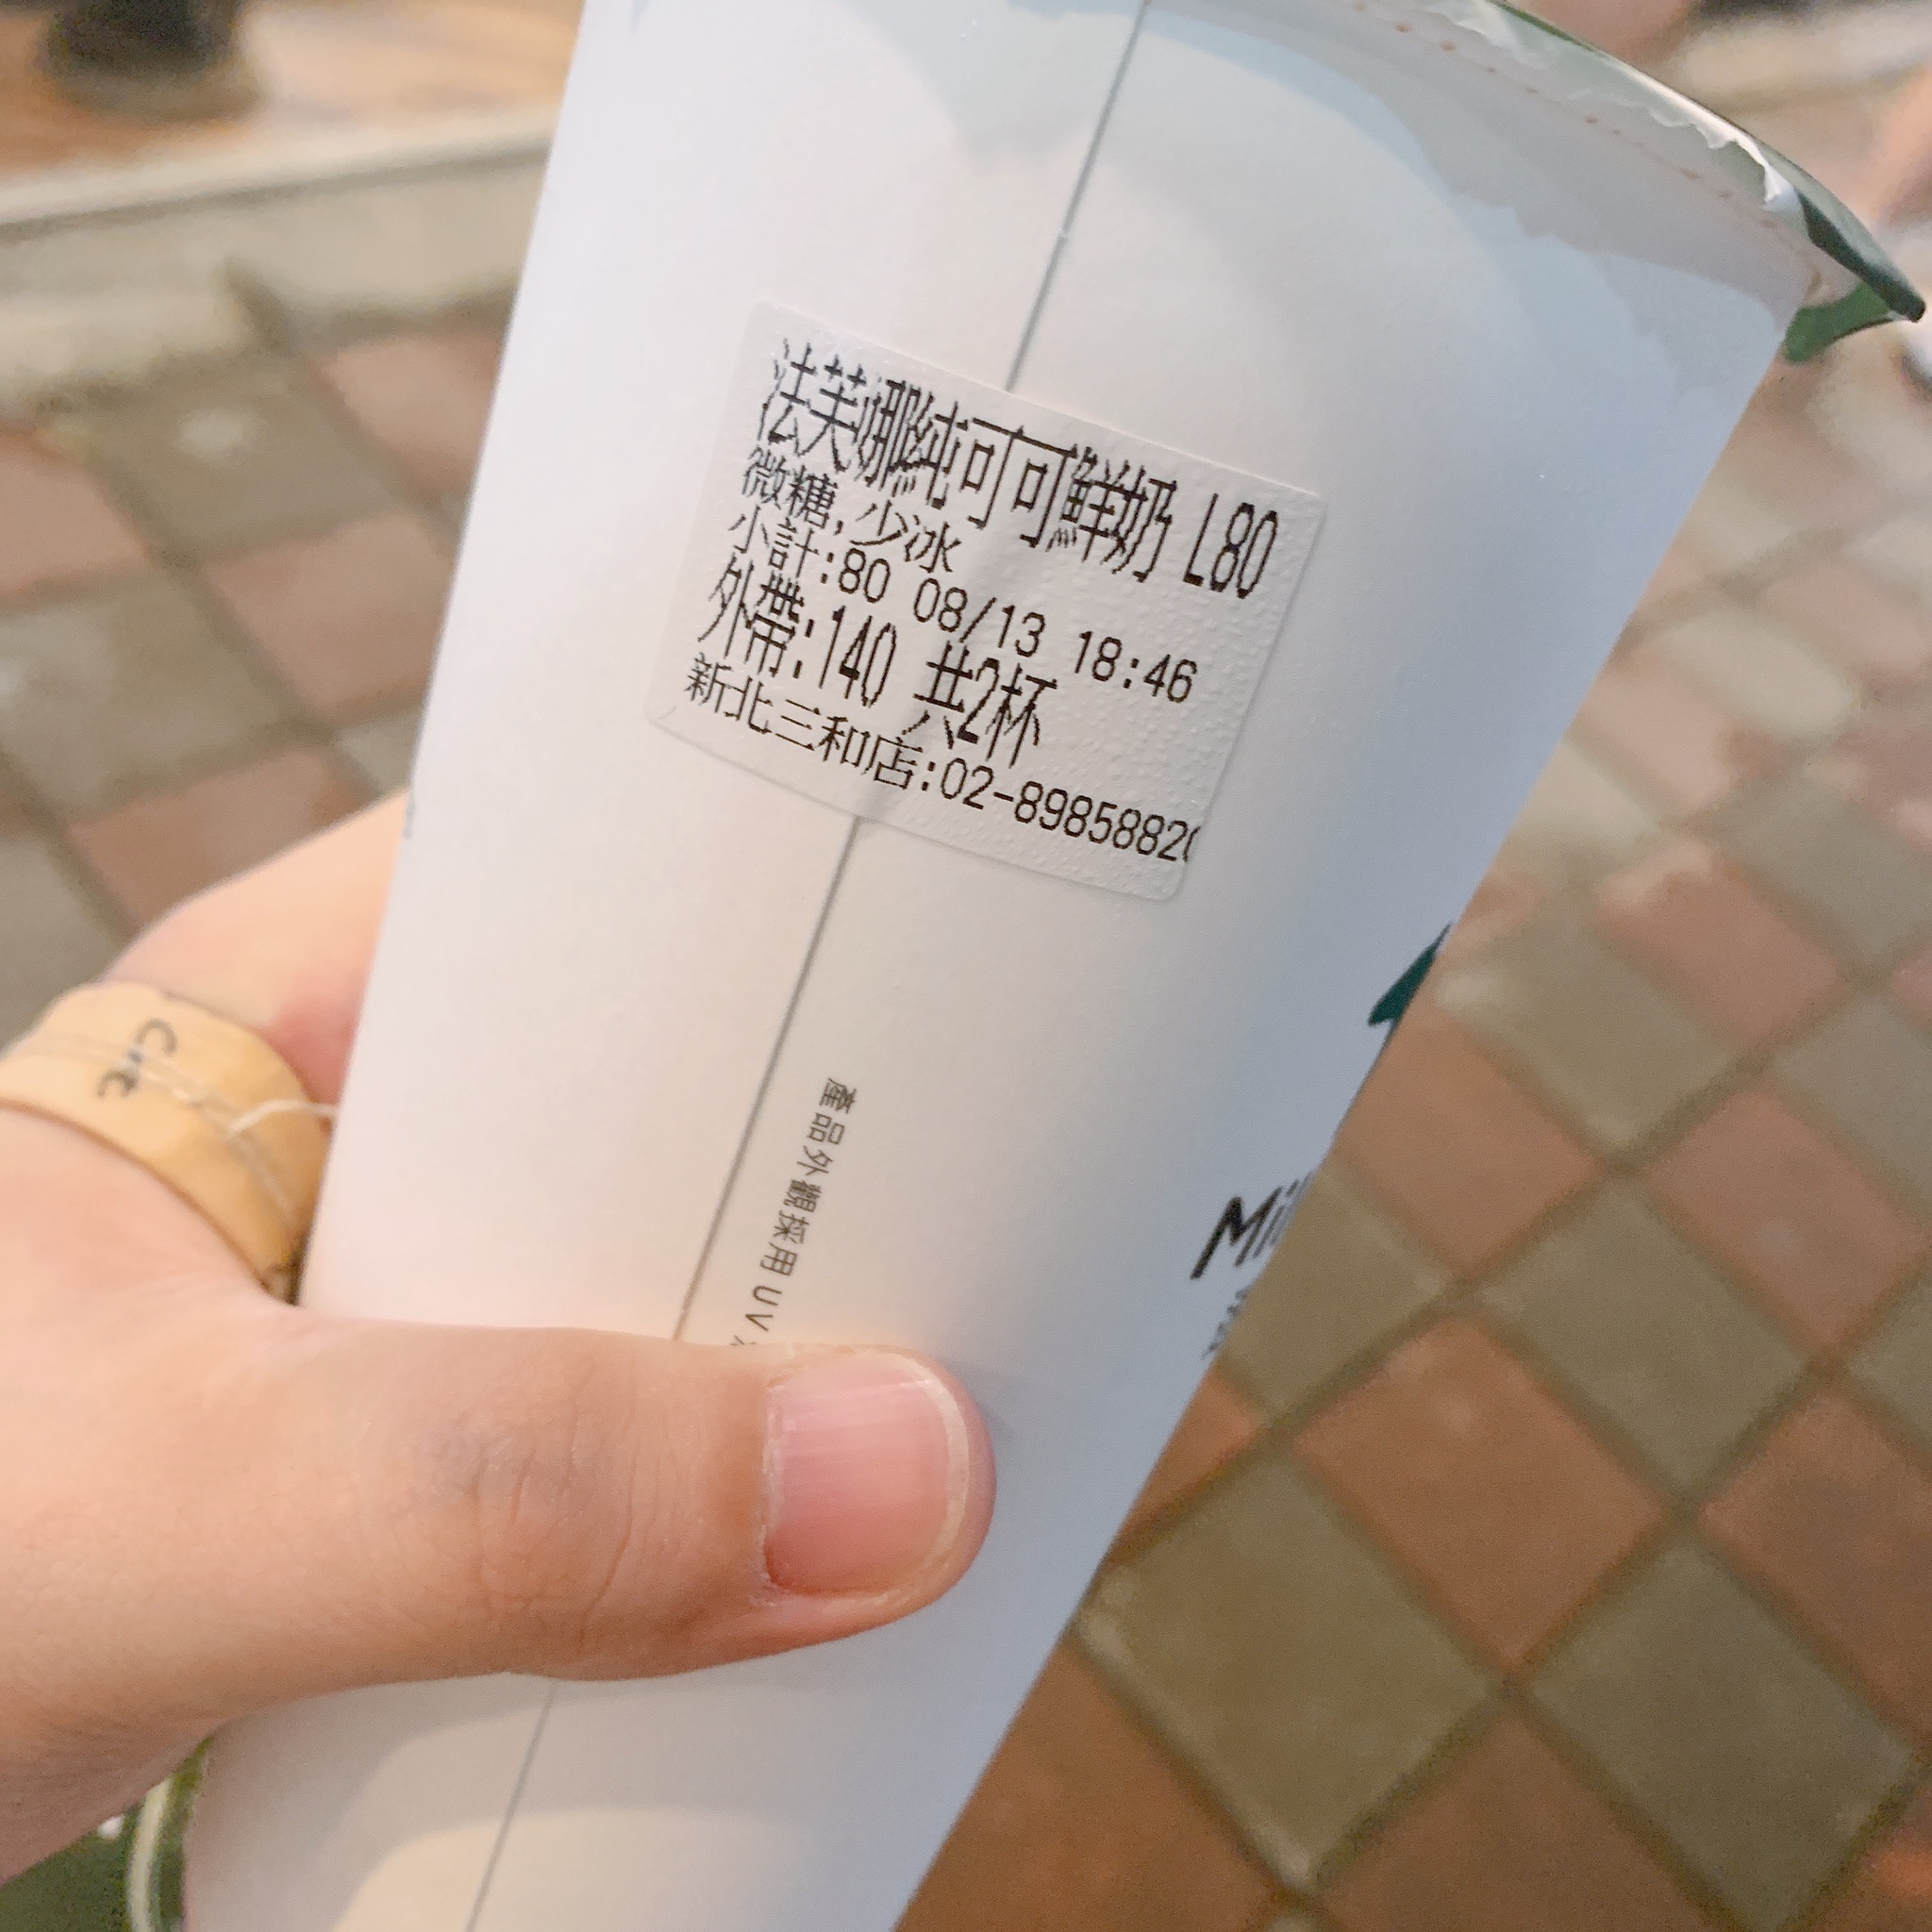 法芙娜純可可鮮奶 L80
微糖,少冰
小計:80 08/13 18:46
外帶:140 共2杯
新北三和店:02-8985882
產品外觀採用 UV
Mil
Cut